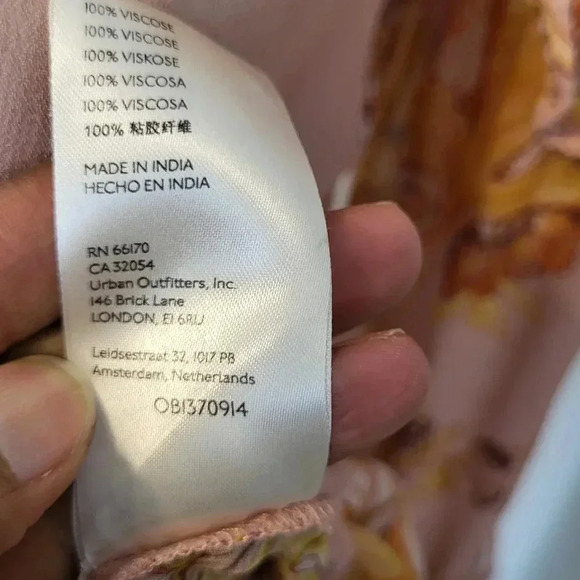 100% VISCOSE
100% VISCOSE
100% VISKOSE
100% VISCOSA
100% VISCOSA
100% 粘胶纤维
MADE IN INDIA
HECHO EN INDIA
RN 66170
CA 32054
Urban Outfitters, Inc.
146 Brick Lane
LONDON, E1 6RU
Leidsestraat 32, 1017 PB
Amsterdam, Netherlands
OB1370914